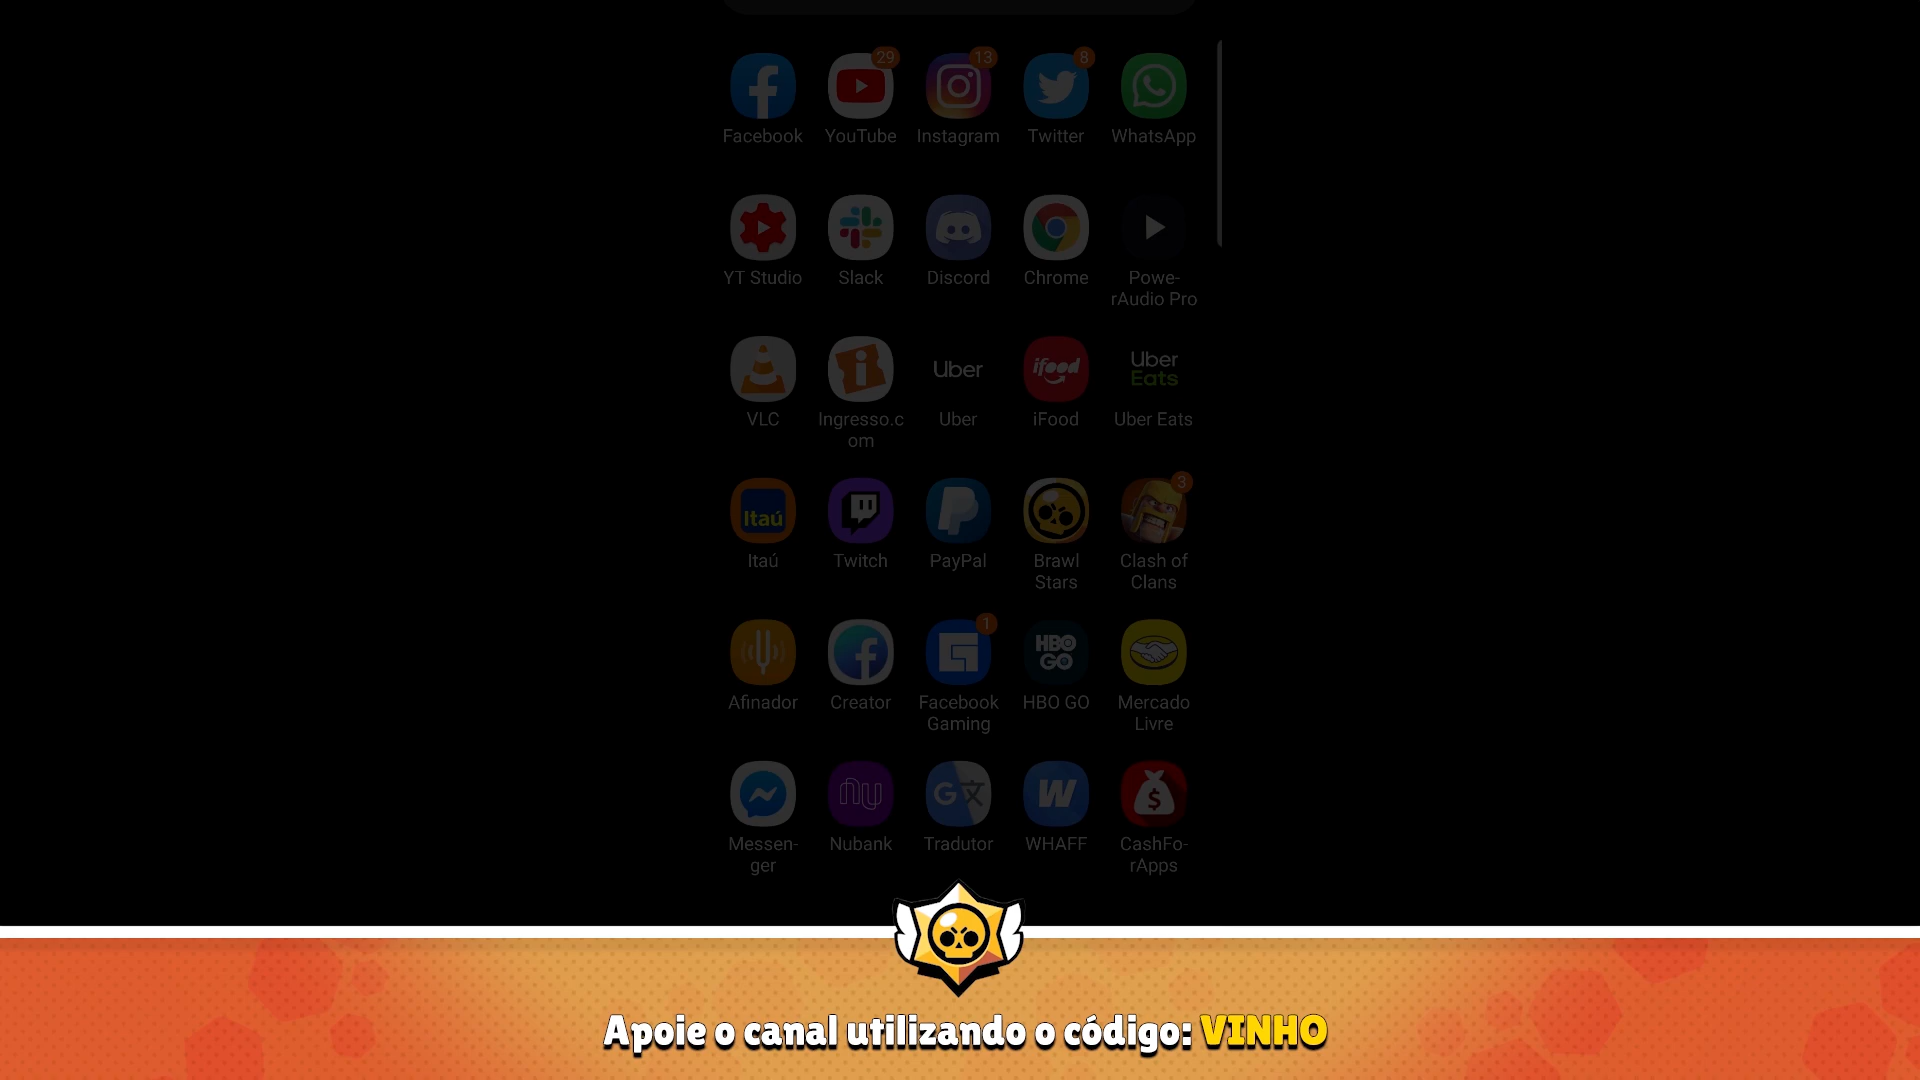 29
13
8
Facebook YouTube Instagram Twitter WhatsApp
YT Studio Slack Discord Chrome Powe-
rAudio Pro
Uber ifood Uber
Eats
VLC Ingresso.c
om Uber iFood Uber Eats
3
Itaú
Itaú Twitch PayPal Brawl
Stars Clash of
Clans
1
HBO
GO
Afinador Creator Facebook
Gaming HBO GO Mercado
Livre
nu G W $
Messen-
ger Nubank Tradutor WHAFF CashFo-
rApps
Apoie o canal utilizando o código: VINHO